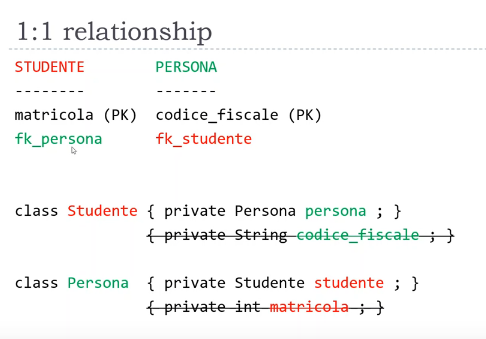 1:1 relationship
STUDENTE PERSONA
-------- -------
matricola (PK) codice_fiscale (PK)
fk_persona fk_studente
class Studente { private Persona persona ; }
{ private String codice_fiscale ; }
class Persona { private Studente studente ; }
{ private int matricola ; }